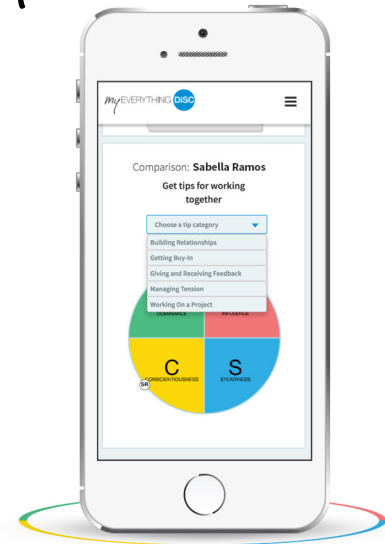 my EVERYTHING DiSC
Comparison: Sabella Ramos
Get tips for working
together
Choose a tip category
Building Relationships
Getting Buy-In
Giving and Receiving Feedback
Managing Tension
Working On a Project
DOMINANCE INFLUENCE
C S
CONSCIENTIOUSNESS STEADINESS
SR